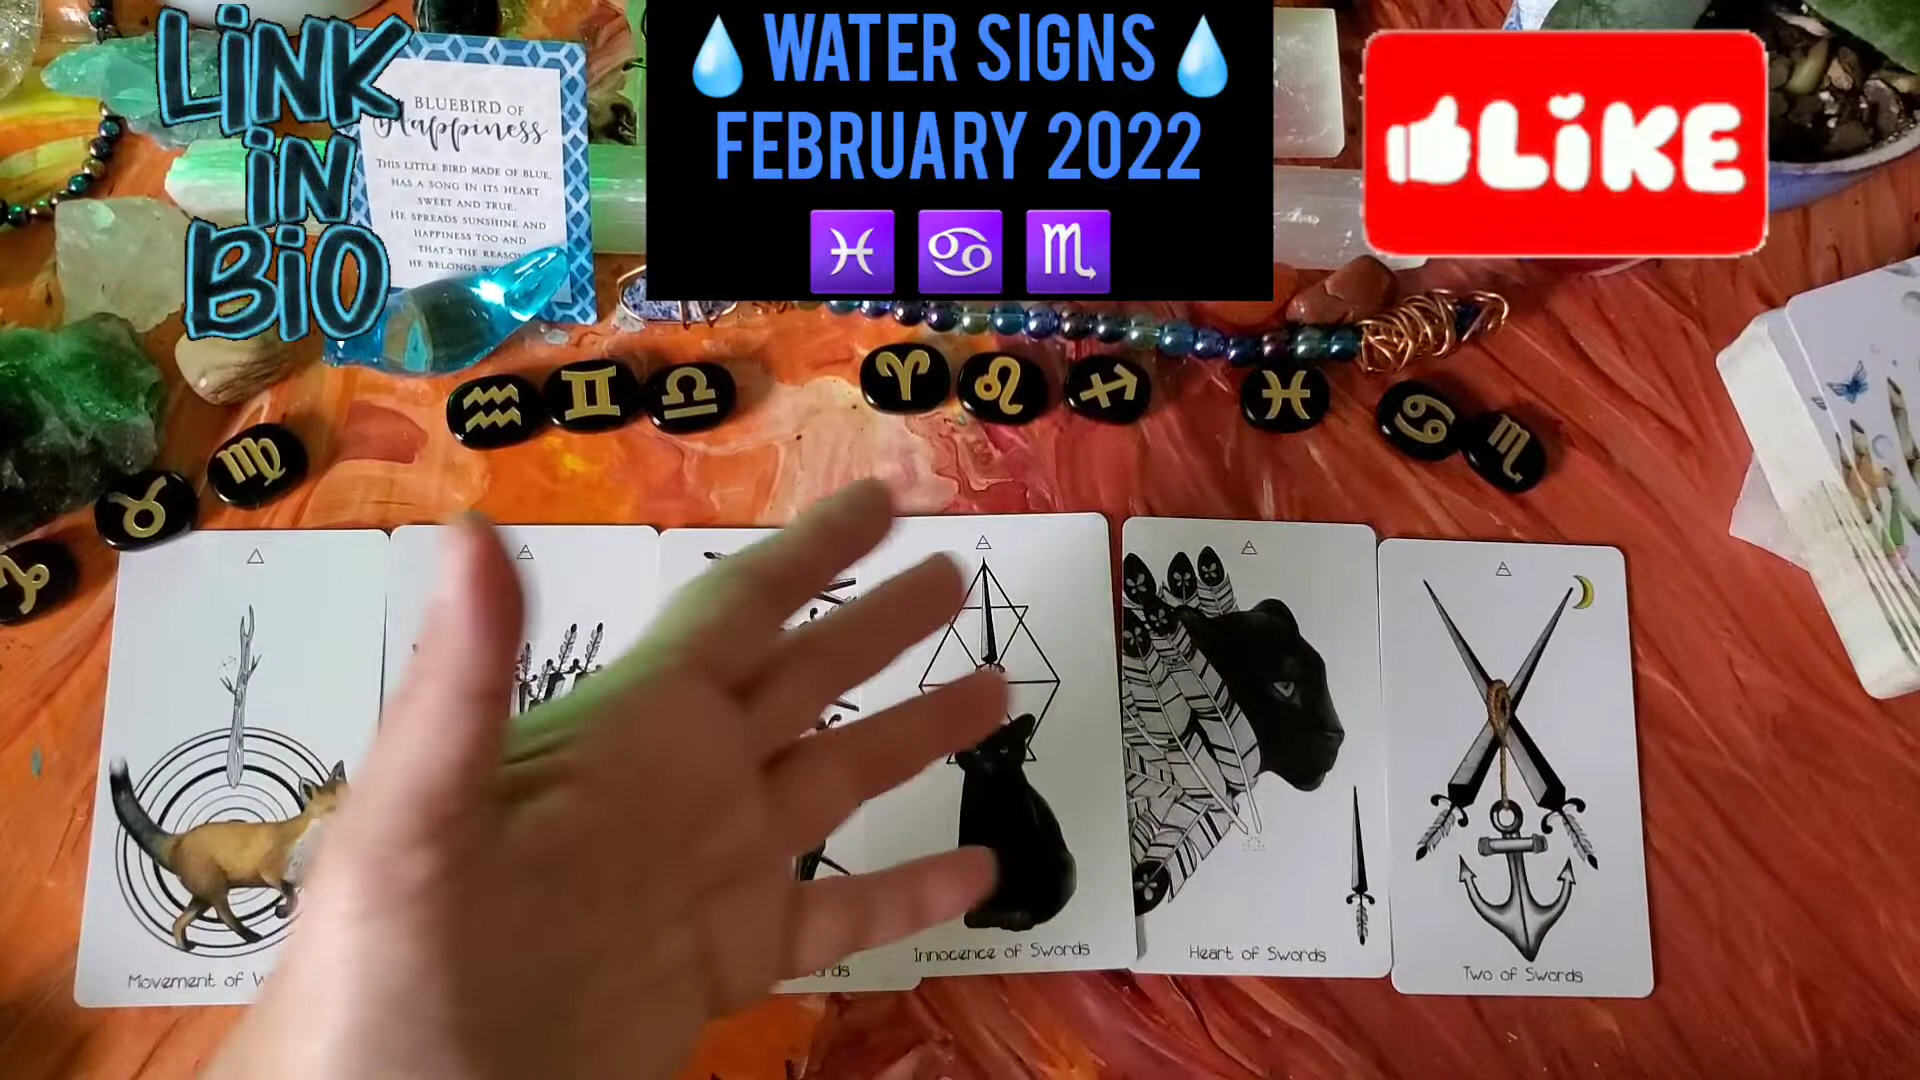 LiNK
iN
BiO
BLUEBIRD OF
Happiness
THIS LITTLE BIRD MADE OF BLUE,
HAS A SONG IN ITS HEART
SWEET AND TRUE.
HE SPREADS SUNSHINE AND
HAPPINESS TOO AND
THAT'S THE REASON
HE BELONGS
💧 WATER SIGNS 💧
FEBRUARY 2022
♓ ♋ ♏
LiKE
Movement of
Innocence of Swords
Heart of Swords
Two of Swords